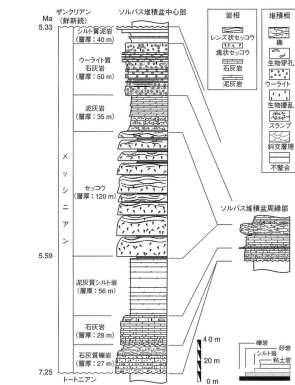 ザンクリアン
(鮮新統)
Ma
5.33
ソルバス堆積盆中心部
シルト質泥岩
(層厚:40 m)
ウーライト質
石灰岩
(層厚:50 m)
泥灰岩
(層厚:35 m)
メッシニアン
セッコウ
(層厚:120 m)
5.59
泥灰質シルト岩
(層厚:56 m)
石灰岩
(層厚:28 m)
石灰質礫岩
(層厚:27 m)
7.25
トートニアン
岩相
レンズ状セッコウ
塊状セッコウ
石灰岩
泥灰岩
堆積相
礁
生物穿孔
ウーライト
生物擾乱
スランプ
斜交層理
不整合
ソルバス堆積盆周縁部
40 m
20 m
0 m
礫岩
砂岩
シルト岩
粘土岩